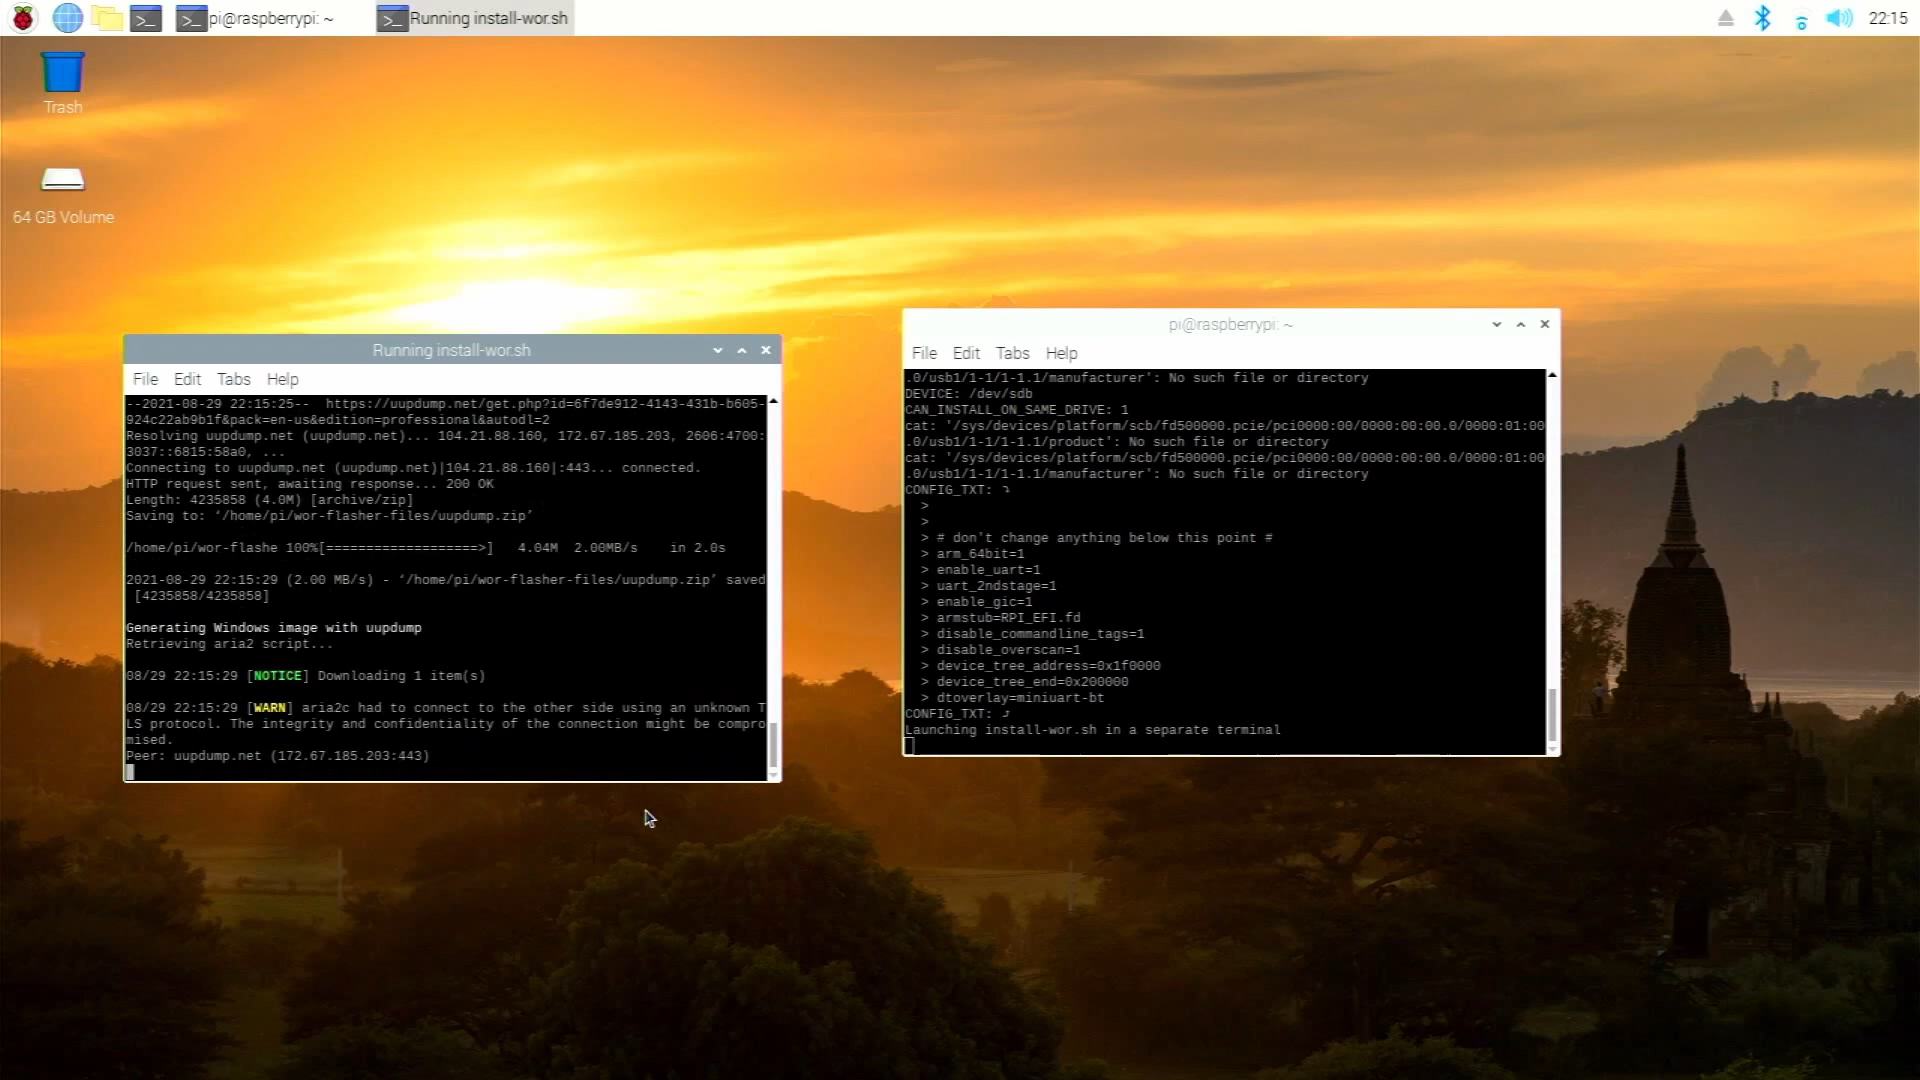 pi@raspberrypi: ~
Running install-wor.sh
22:15
Trash
64 GB Volume
Running install-wor.sh
File Edit Tabs Help
--2021-08-29 22:15:25--  https://uupdump.net/get.php?id=6f7de912-4143-431b-b605-
924c22ab9b1f&pack=en-us&edition=professional&autodl=2
Resolving uupdump.net (uupdump.net)... 104.21.88.160, 172.67.185.203, 2606:4700:
3037::6815:58a0, ...
Connecting to uupdump.net (uupdump.net)|104.21.88.160|:443... connected.
HTTP request sent, awaiting response... 200 OK
Length: 4235858 (4.0M) [archive/zip]
Saving to: ‘/home/pi/wor-flasher-files/uupdump.zip’
/home/pi/wor-flashe 100%[===================>]   4.04M  2.00MB/s    in 2.0s
2021-08-29 22:15:29 (2.00 MB/s) - ‘/home/pi/wor-flasher-files/uupdump.zip’ saved
[4235858/4235858]
Generating Windows image with uupdump
Retrieving aria2 script...
08/29 22:15:29 [NOTICE] Downloading 1 item(s)
08/29 22:15:29 [WARN] aria2c had to connect to the other side using an unknown T
LS protocol. The integrity and confidentiality of the connection might be compro
mised.
Peer: uupdump.net (172.67.185.203:443)
pi@raspberrypi: ~
File Edit Tabs Help
.0/usb1/1-1/1-1.1/manufacturer': No such file or directory
DEVICE: /dev/sdb
CAN_INSTALL_ON_SAME_DRIVE: 1
cat: '/sys/devices/platform/scb/fd500000.pcie/pci0000:00/0000:00:00.0/0000:01:00
.0/usb1/1-1/1-1.1/product': No such file or directory
cat: '/sys/devices/platform/scb/fd500000.pcie/pci0000:00/0000:00:00.0/0000:01:00
.0/usb1/1-1/1-1.1/manufacturer': No such file or directory
CONFIG_TXT: ⤵
>
>
> # don't change anything below this point #
> arm_64bit=1
> enable_uart=1
> uart_2ndstage=1
> enable_gic=1
> armstub=RPI_EFI.fd
> disable_commandline_tags=1
> disable_overscan=1
> device_tree_address=0x1f0000
> device_tree_end=0x200000
> dtoverlay=miniuart-bt
CONFIG_TXT: ⤴
Launching install-wor.sh in a separate terminal